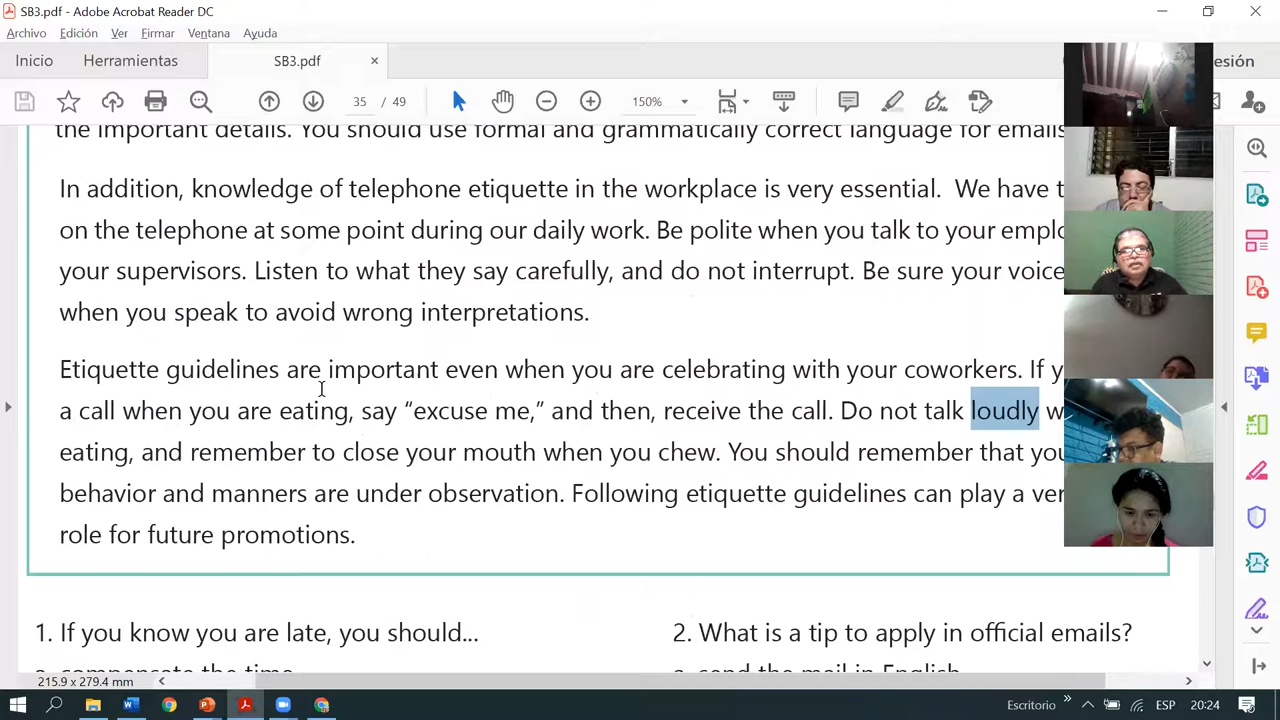 SB3.pdf - Adobe Acrobat Reader DC
Archivo Edición Ver Firmar Ventana Ayuda
Inicio Herramientas SB3.pdf × esión
35 / 49 150%
the important details. You should use formal and grammatically correct language for emails
In addition, knowledge of telephone etiquette in the workplace is very essential. We have t
on the telephone at some point during our daily work. Be polite when you talk to your emplo
your supervisors. Listen to what they say carefully, and do not interrupt. Be sure your voice
when you speak to avoid wrong interpretations.
Etiquette guidelines are important even when you are celebrating with your coworkers. If y
a call when you are eating, say “excuse me,” and then, receive the call. Do not talk loudly w
eating, and remember to close your mouth when you chew. You should remember that you
behavior and manners are under observation. Following etiquette guidelines can play a ver
role for future promotions.
1. If you know you are late, you should... 2. What is a tip to apply in official emails?
a. compensate the time. a. send the mail in English
215.9 x 279.4 mm
Escritorio ESP 20:24